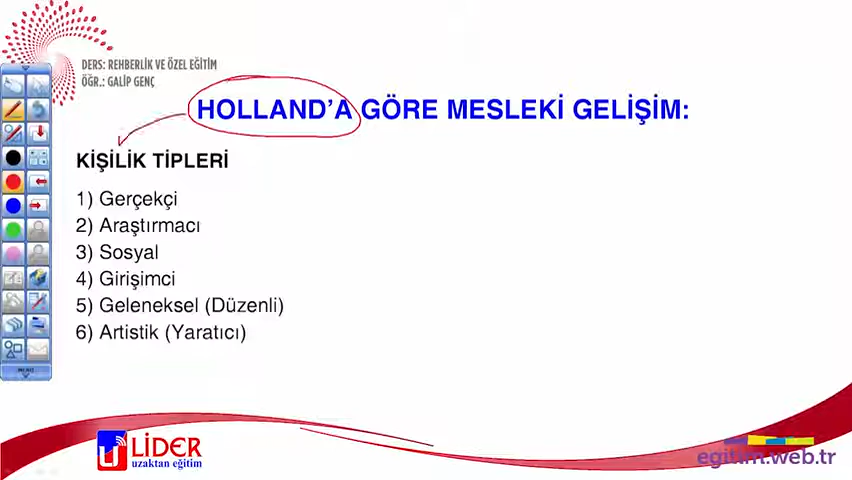 DERS: REHBERLİK VE ÖZEL EĞİTİM
ÖĞR.: GALİP GENÇ
HOLLAND'A GÖRE MESLEKİ GELİŞİM:
KİŞİLİK TİPLERİ
1) Gerçekçi
2) Araştırmacı
3) Sosyal
4) Girişimci
5) Geleneksel (Düzenli)
6) Artistik (Yaratıcı)
LİDER
uzaktan eğitim
egitim.web.tr